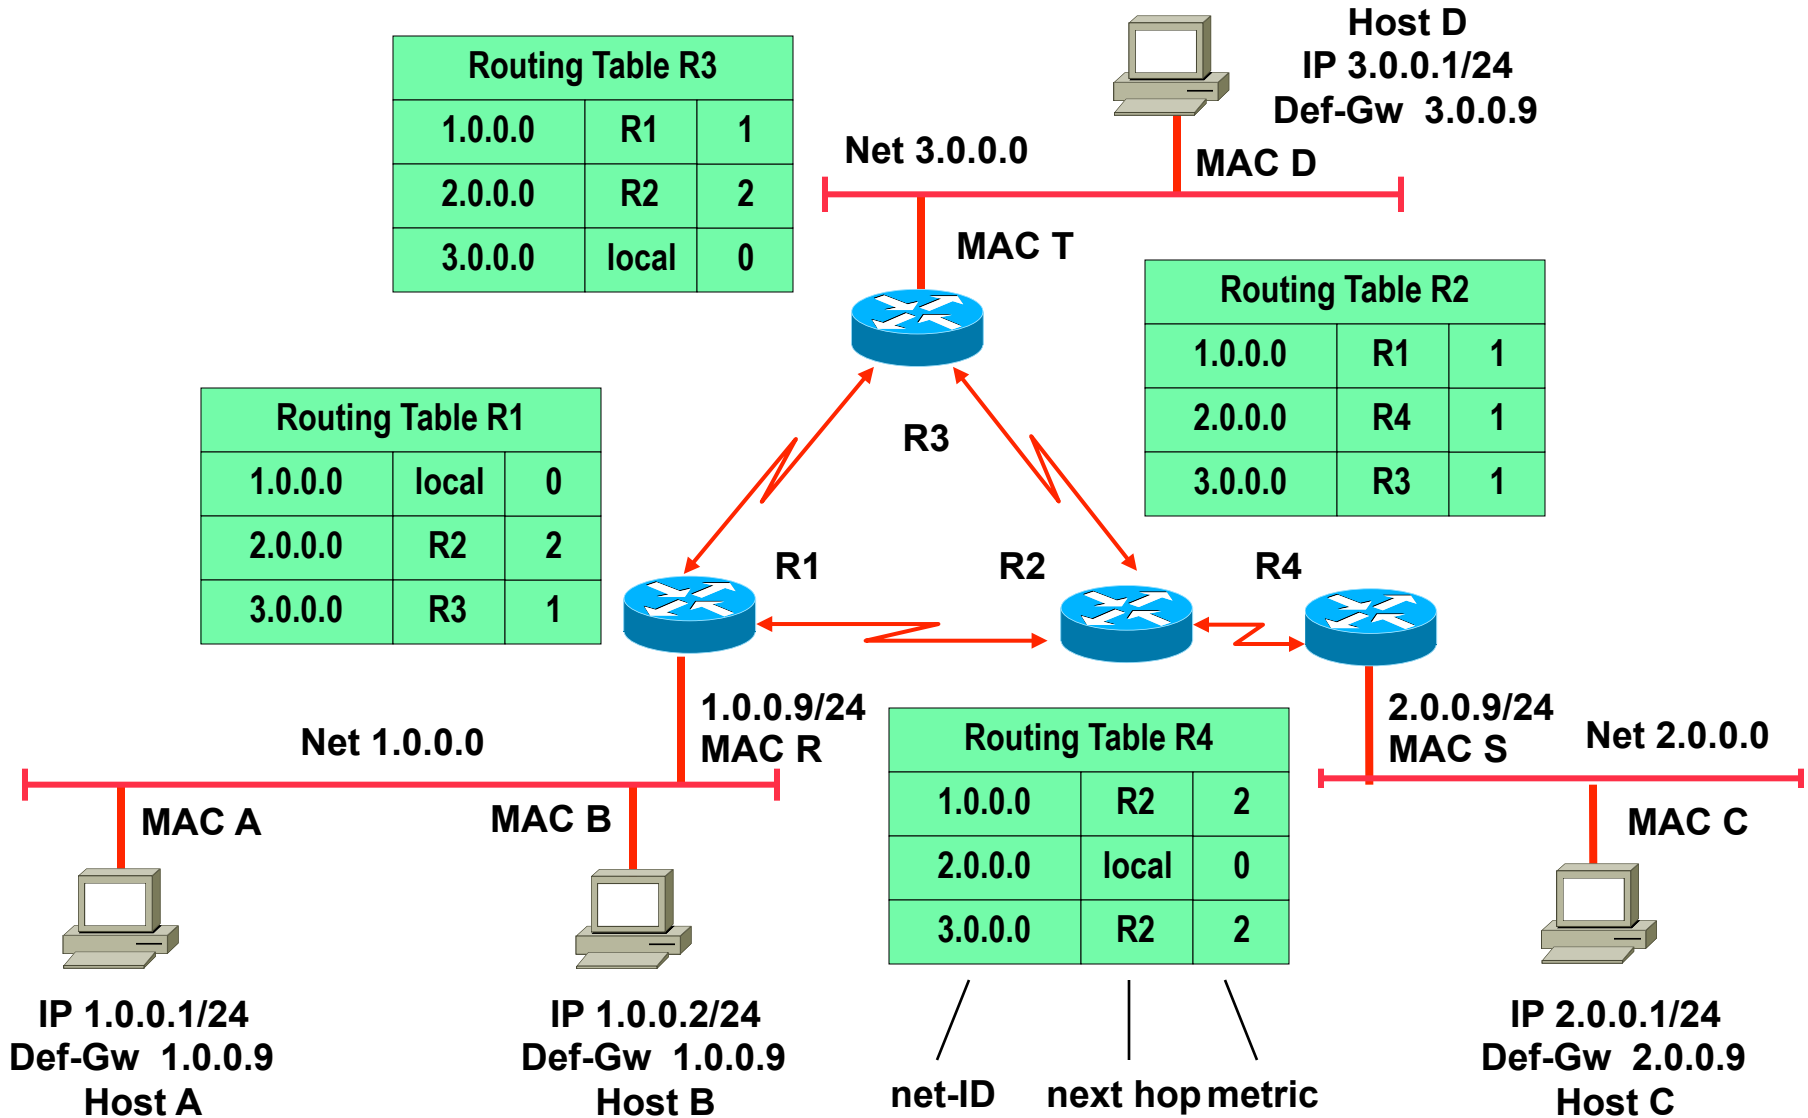 Host D
IP 3.0.0.1/24
Def-Gw 3.0.0.9
Routing Table R3
1.0.0.0 R1 1
2.0.0.0 R2 2
3.0.0.0 local 0
Net 3.0.0.0
MAC D
MAC T
Routing Table R2
1.0.0.0 R1 1
2.0.0.0 R4 1
3.0.0.0 R3 1
Routing Table R1
1.0.0.0 local 0
2.0.0.0 R2 2
3.0.0.0 R3 1
R3
R1
R2
R4
1.0.0.9/24
MAC R
Net 1.0.0.0
2.0.0.9/24
MAC S
Net 2.0.0.0
Routing Table R4
1.0.0.0 R2 2
2.0.0.0 local 0
3.0.0.0 R2 2
MAC A
MAC B
MAC C
IP 1.0.0.1/24
Def-Gw 1.0.0.9
Host A
IP 1.0.0.2/24
Def-Gw 1.0.0.9
Host B
net-ID
next hop
metric
IP 2.0.0.1/24
Def-Gw 2.0.0.9
Host C